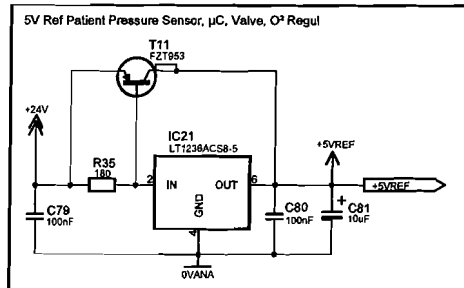 5V Ref Patient Pressure Sensor, µC, Valve, O² Regul
T11
FZT953
+24V
IC21
LT1236ACS8-5
+5VREF
R35
180
2
IN
OUT
6
+5VREF
GND
C79
100nF
4
C80
100nF
+
C81
10uF
0VANA